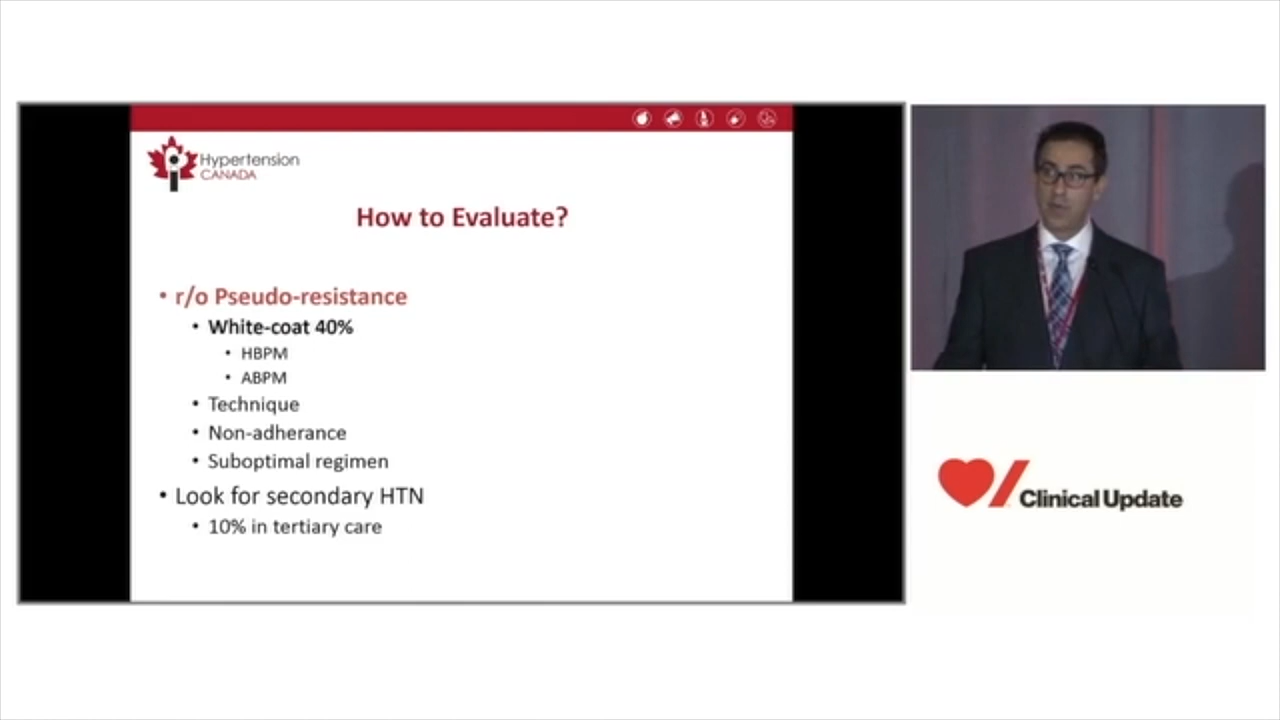 Hypertension
CANADA
How to Evaluate?
• r/o Pseudo-resistance
• White-coat 40%
• HBPM
• ABPM
• Technique
• Non-adherance
• Suboptimal regimen
• Look for secondary HTN
• 10% in tertiary care
Clinical Update